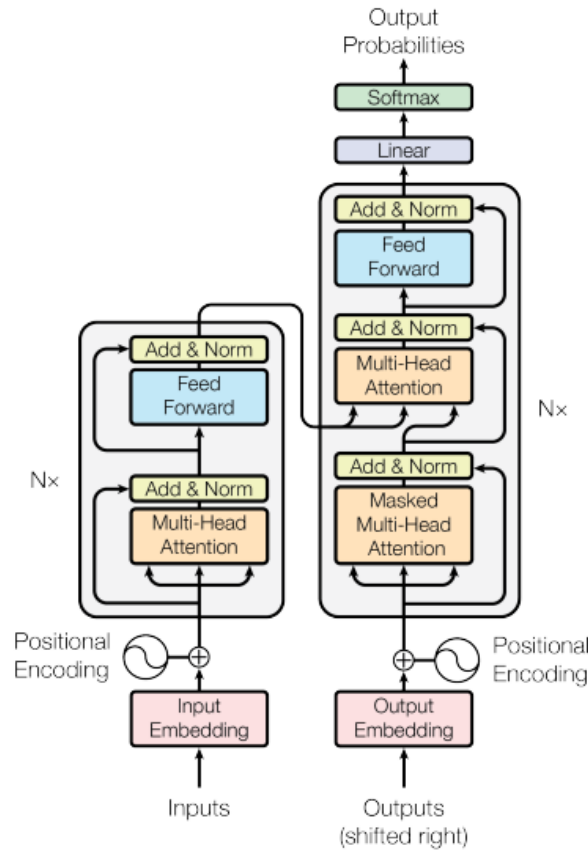 Output
Probabilities
Softmax
Linear
Add & Norm
Feed
Forward
Add & Norm
Multi-Head
Attention
Add & Norm
Masked
Multi-Head
Attention
N×
Add & Norm
Feed
Forward
Add & Norm
Multi-Head
Attention
N×
Positional
Encoding
Positional
Encoding
Input
Embedding
Output
Embedding
Inputs
Outputs
(shifted right)